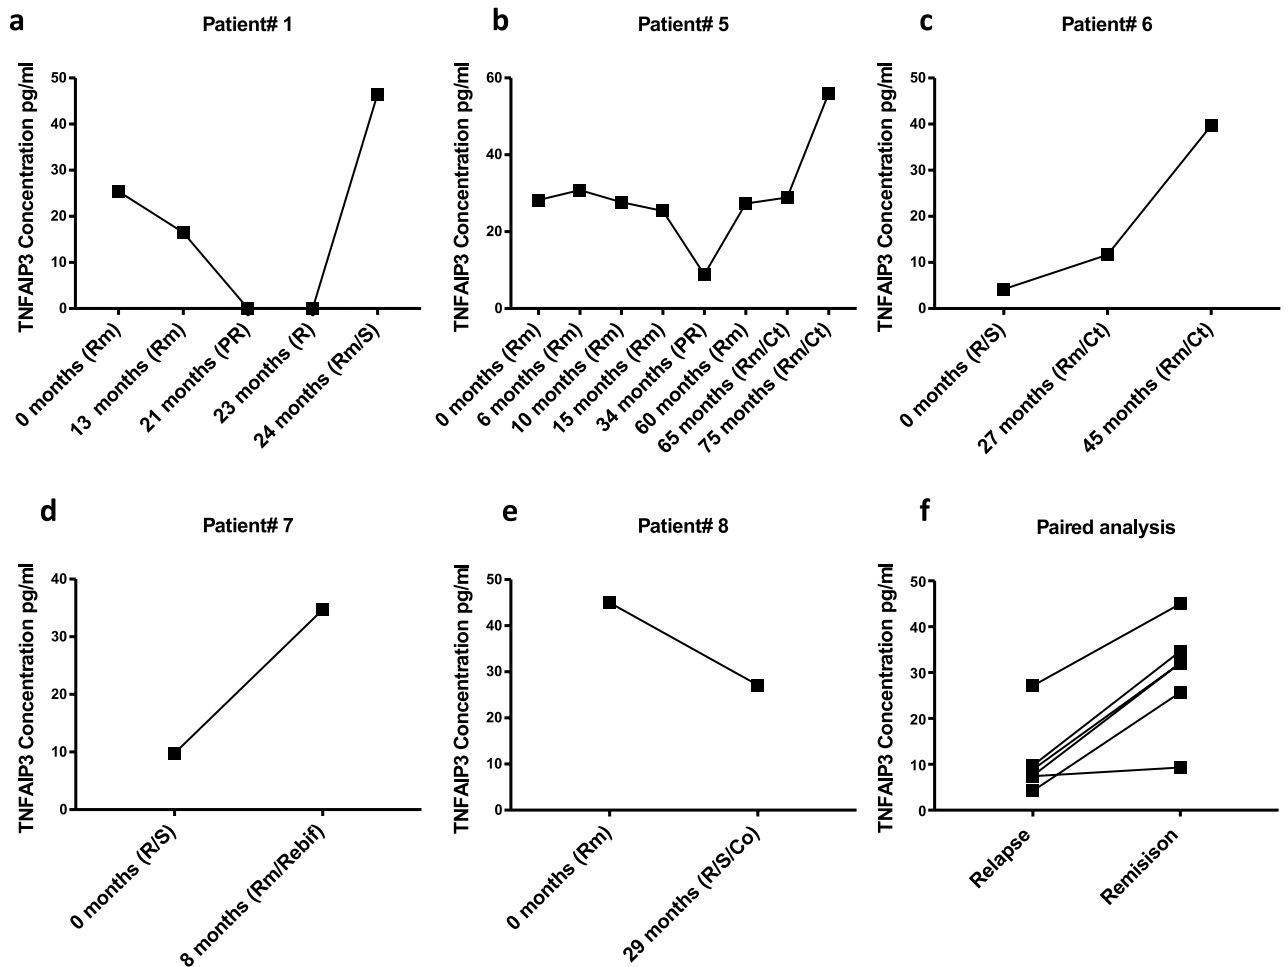 a
Patient# 1
TNFAIP3 Concentration pg/ml
50
40
30
20
10
0
0 months (Rm)
13 months (Rm)
21 months (PR)
23 months (R)
24 months (Rm/S)
b
Patient# 5
TNFAIP3 Concentration pg/ml
60
40
20
0
0 months (Rm)
6 months (Rm)
10 months (Rm)
15 months (Rm)
34 months (PR)
60 months (Rm)
65 months (Rm/Ct)
75 months (Rm/Ct)
c
Patient# 6
TNFAIP3 Concentration pg/ml
50
40
30
20
10
0
0 months (R/S)
27 months (Rm/Ct)
45 months (Rm/Ct)
d
Patient# 7
TNFAIP3 Concentration pg/ml
40
30
20
10
0
0 months (R/S)
8 months (Rm/Rebif)
e
Patient# 8
TNFAIP3 Concentration pg/ml
50
40
30
20
10
0
0 months (Rm)
29 months (R/S/Co)
f
Paired analysis
TNFAIP3 Concentration pg/ml
50
40
30
20
10
0
Relapse
Remisison